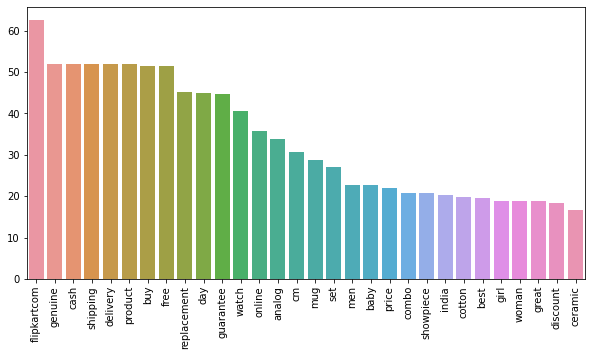 60
50
40
30
20
10
0
flipkartcom
genuine
cash
shipping
delivery
product
buy
free
replacement
day
guarantee
watch
online
analog
cm
mug
set
men
baby
price
combo
showpiece
india
cotton
best
girl
woman
great
discount
ceramic